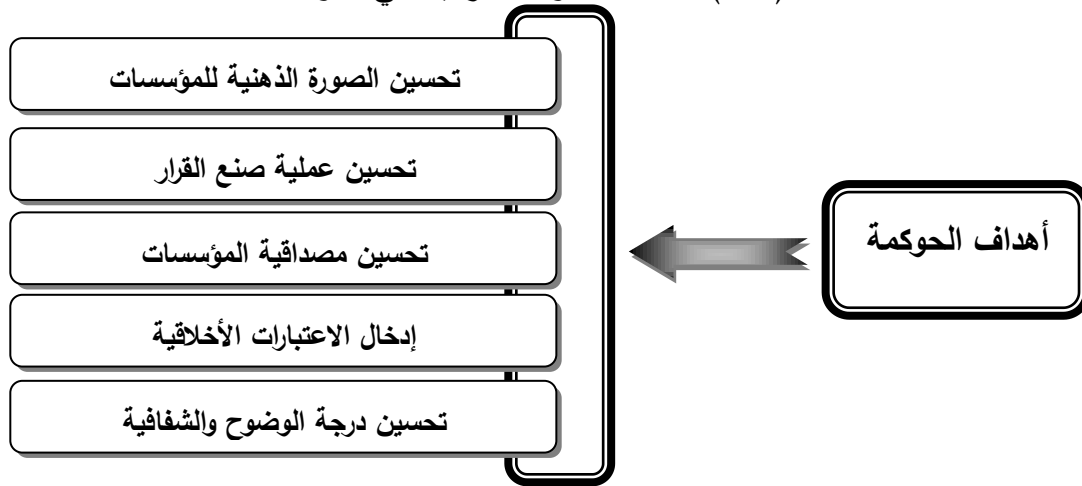 أهداف الحوكمة
تحسين الصورة الذهنية للمؤسسات
تحسين عملية صنع القرار
تحسين مصداقية المؤسسات
إدخال الاعتبارات الأخلاقية
تحسين درجة الوضوح والشفافية